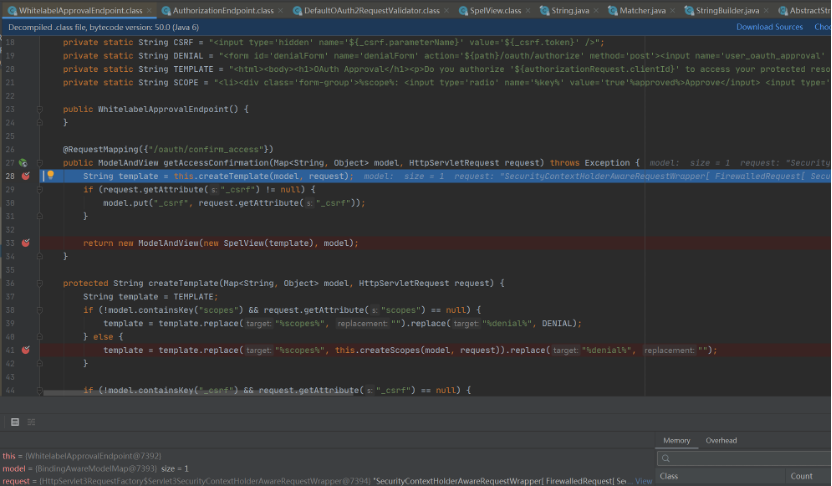 WhitelabelApprovalEndpoint.class × AuthorizationEndpoint.class × DefaultOAuth2RequestValidator.class × SpelView.class × String.java × Matcher.java × StringBuilder.java × AbstractStr
Decompiled .class file, bytecode version: 50.0 (Java 6) Download Sources Choo
18 private static String CSRF = "<input type='hidden' name='${_csrf.parameterName}' value='${_csrf.token}' />";
19 private static String DENIAL = "<form id='denialForm' name='denialForm' action='${path}/oauth/authorize' method='post'><input name='user_oauth_approval'
20 private static String TEMPLATE = "<html><body><h1>OAuth Approval</h1><p>Do you authorize '${authorizationRequest.clientId}' to access your protected reso
21 private static String SCOPE = "<li><div class='form-group'>%scope%: <input type='radio' name='%key%' value='true'%approved%>Approve</input> <input type='
22
23 public WhitelabelApprovalEndpoint() {
24 }
25
26 @RequestMapping({"/oauth/confirm_access"})
27 public ModelAndView getAccessConfirmation(Map<String, Object> model, HttpServletRequest request) throws Exception { model: size = 1 request: "Security
28 String template = this.createTemplate(model, request); model: size = 1 request: "SecurityContextHolderAwareRequestWrapper[ FirewalledRequest[ Secu
29 if (request.getAttribute( s: "_csrf") != null) {
30 model.put("_csrf", request.getAttribute( s: "_csrf"));
31 }
32
33 return new ModelAndView(new SpelView(template), model);
34 }
35
36 protected String createTemplate(Map<String, Object> model, HttpServletRequest request) {
37 String template = TEMPLATE;
38 if (!model.containsKey("scopes") && request.getAttribute( s: "scopes") == null) {
39 template = template.replace( target: "%scopes%", replacement: "").replace( target: "%denial%", DENIAL);
40 } else {
41 template = template.replace( target: "%scopes%", this.createScopes(model, request)).replace( target: "%denial%", replacement: "");
42 }
43
44 if (!model.containsKey("_csrf") && request.getAttribute( s: "_csrf") == null) {
Memory Overhead
this = {WhitelabelApprovalEndpoint@7392}
model = {BindingAwareModelMap@7393} size = 1
Class Count
request = {HttpServlet3RequestFactory$Servlet3SecurityContextHolderAwareRequestWrapper@7394} "SecurityContextHolderAwareRequestWrapper[ FirewalledRequest[ Se... View